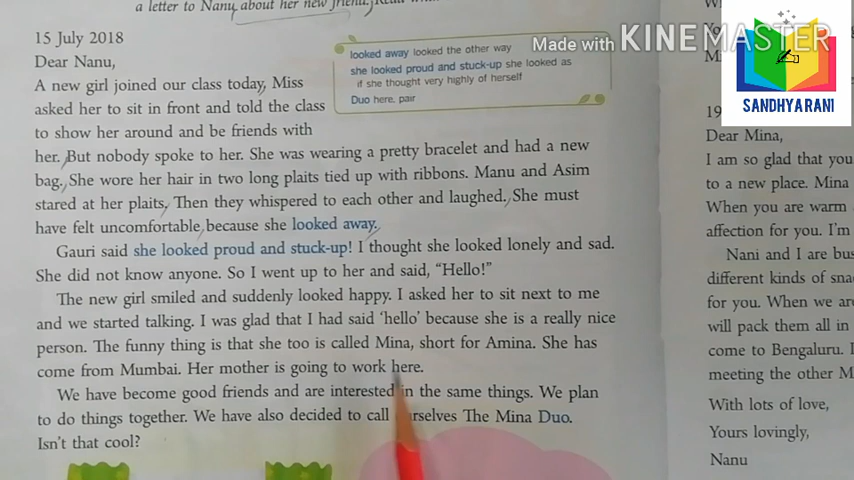 a letter to Nanu about her new friend.
15 July 2018
Dear Nanu,
A new girl joined our class today, Miss
asked her to sit in front and told the class
to show her around and be friends with
her. But nobody spoke to her. She was wearing a pretty bracelet and had a new
bag. She wore her hair in two long plaits tied up with ribbons. Manu and Asim
stared at her plaits. Then they whispered to each other and laughed. She must
have felt uncomfortable because she looked away.
Gauri said she looked proud and stuck-up! I thought she looked lonely and sad.
She did not know anyone. So I went up to her and said, "Hello!"
The new girl smiled and suddenly looked happy. I asked her to sit next to me
and we started talking. I was glad that I had said 'hello' because she is a really nice
person. The funny thing is that she too is called Mina, short for Amina. She has
come from Mumbai. Her mother is going to work here.
We have become good friends and are interested in the same things. We plan
to do things together. We have also decided to call ourselves The Mina Duo.
Isn't that cool?
looked away looked the other way
she looked proud and stuck-up she looked as
if she thought very highly of herself
Duo here, pair
Made with KINEMASTER
SANDHYA RANI
19
Dear Mina,
I am so glad that you
to a new place. Mina
When you are warm
affection for you. I'm
Nani and I are
different kinds of
for you. When we
will pack them all in
come to Bengaluru. I
meeting the other M
With lots of love,
Yours lovingly,
Nanu